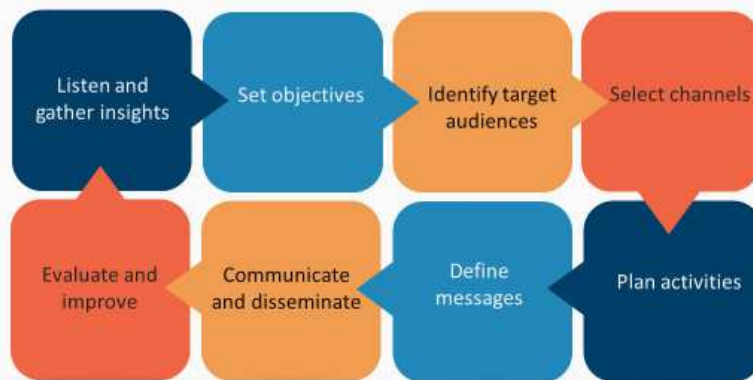 Listen and
gather insights
Set objectives
Identify target
audiences
Select channels
Plan activities
Define
messages
Communicate
and disseminate
Evaluate and
improve